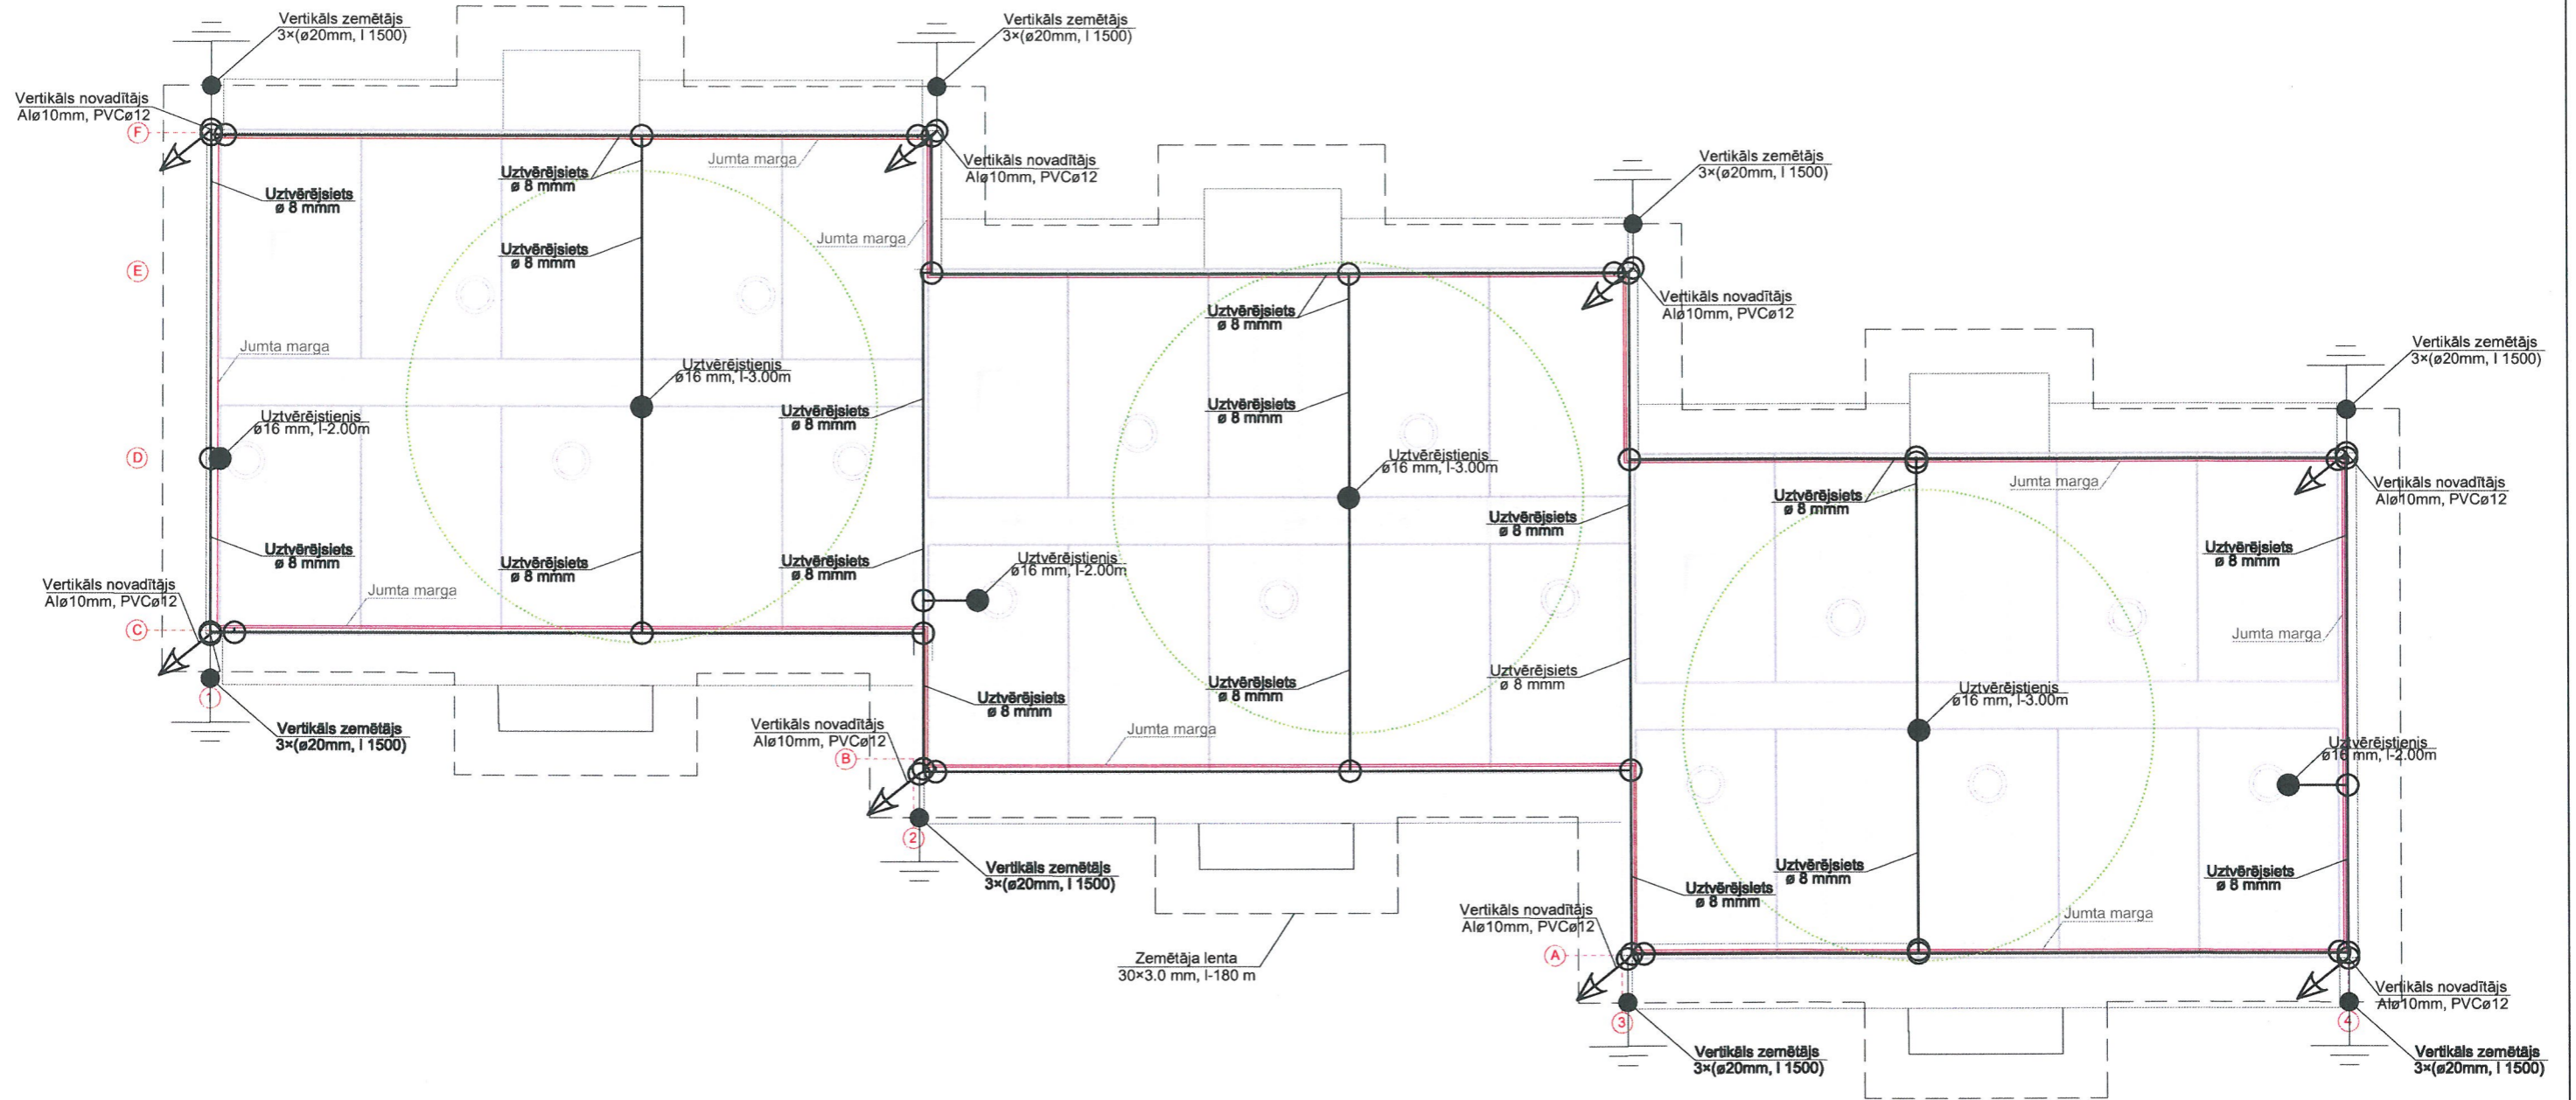 Vertikāls zemētājs
3×(ø20mm, l 1500)
Vertikāls zemētājs
3×(ø20mm, l 1500)
Vertikāls novadītājs
Alø10mm, PVCø12
F
Jumta marga
Vertikāls novadītājs
Alø10mm, PVCø12
Vertikāls zemētājs
3×(ø20mm, l 1500)
Uztvērējsiets
ø 8 mmm
Uztvērējsiets
ø 8 mmm
Jumta marga
Uztvērējsiets
ø 8 mmm
E
Vertikāls novadītājs
Alø10mm, PVCø12
Uztvērējsiets
ø 8 mmm
Jumta marga
Vertikāls zemētājs
3×(ø20mm, l 1500)
Uztvērējstienis
ø16 mm, l-3.00m
Uztvērējsiets
ø 8 mmm
Uztvērējsiets
ø 8 mmm
Uztvērējstienis
ø16 mm, l-2.00m
D
Uztvērējstienis
ø16 mm, l-3.00m
Jumta marga
Vertikāls novadītājs
Alø10mm, PVCø12
Uztvērējsiets
ø 8 mmm
Uztvērējsiets
ø 8 mmm
Uztvērējsiets
ø 8 mmm
Uztvērējsiets
ø 8 mmm
Uztvērējsiets
ø 8 mmm
Uztvērējsiets
ø 8 mmm
Uztvērējstienis
ø16 mm, l-2.00m
Vertikāls novadītājs
Alø10mm, PVCø12
Jumta marga
C
Jumta marga
Uztvērējsiets
ø 8 mmm
Uztvērējsiets
ø 8 mmm
Uztvērējstienis
ø16 mm, l-3.00m
1
Uztvērējsiets
ø 8 mmm
Vertikāls zemētājs
3×(ø20mm, l 1500)
Vertikāls novadītājs
Alø10mm, PVCø12
Jumta marga
B
Uztvērējstienis
ø16 mm, l-2.00m
2
Vertikāls zemētājs
3×(ø20mm, l 1500)
Uztvērējsiets
ø 8 mmm
Uztvērējsiets
ø 8 mmm
Uztvērējsiets
ø 8 mmm
Vertikāls novadītājs
Alø10mm, PVCø12
Jumta marga
Zemētāja lenta
30×3.0 mm, l-180 m
A
Vertikāls novadītājs
Alø10mm, PVCø12
3
4
Vertikāls zemētājs
3×(ø20mm, l 1500)
Vertikāls zemētājs
3×(ø20mm, l 1500)